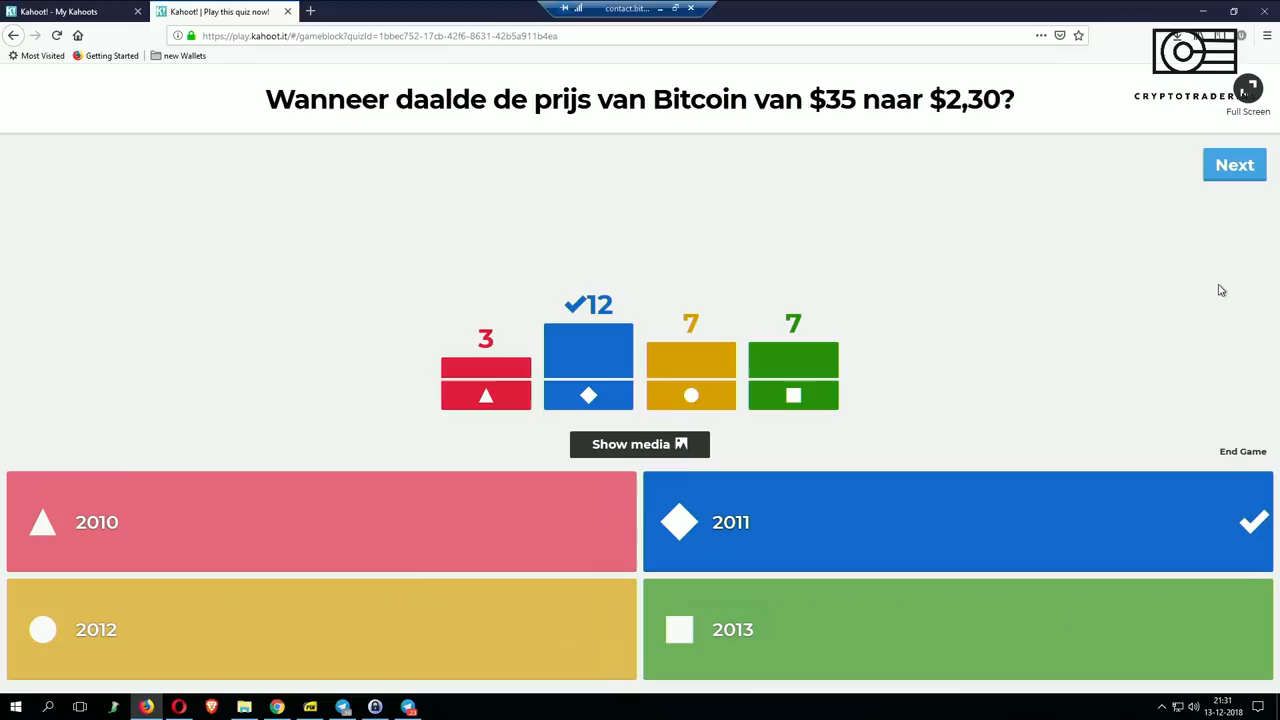 Kahoot! - My Kahoots
Kahoot! | Play this quiz now!
contact.bit...
https://play.kahoot.it/#/gameblock?quizId=1bbec752-17cb-42f6-8631-42b5a911b4ea
Most Visited
Getting Started
new Wallets
Wanneer daalde de prijs van Bitcoin van $35 naar $2,30?
Full Screen
Next
3
12
7
7
Show media
End Game
2010
2011
2012
2013
21:31
13-12-2018